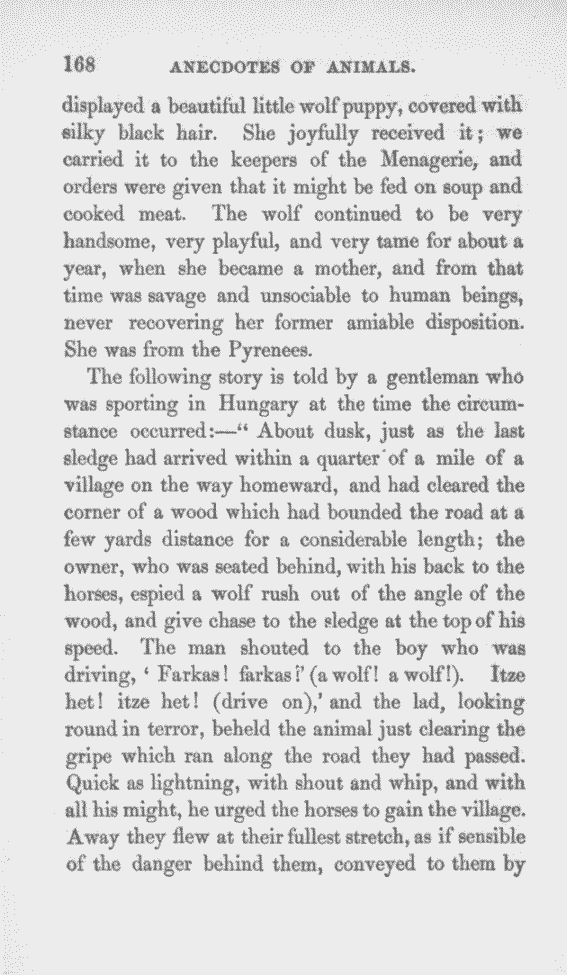 168 ANECDOTES OF ANIMALS.
displayed a beautiful little wolf puppy, covered with
silky black hair. She joyfully received it; we
carried it to the keepers of the Menagerie, and
orders were given that it might be fed on soup and
cooked meat. The wolf continued to be very
handsome, very playful, and very tame for about a
year, when she became a mother, and from that
time was savage and unsociable to human beings,
never recovering her former amiable disposition.
She was from the Pyrenees.
The following story is told by a gentleman who
was sporting in Hungary at the time the circum-
stance occurred:—“ About dusk, just as the last
sledge had arrived within a quarter of a mile of a
village on the way homeward, and had cleared the
corner of a wood which had bounded the road at a
few yards distance for a considerable length; the
owner, who was seated behind, with his back to the
horses, espied a wolf rush out of the angle of the
wood, and give chase to the sledge at the top of his
speed. The man shouted to the boy who was
driving, ‘ Farkas! farkas!’ (a wolf! a wolf!). Itze
het! itze het! (drive on),’ and the lad, looking
round in terror, beheld the animal just clearing the
gripe which ran along the road they had passed.
Quick as lightning, with shout and whip, and with
all his might, he urged the horses to gain the village.
Away they flew at their fullest stretch, as if sensible
of the danger behind them, conveyed to them by